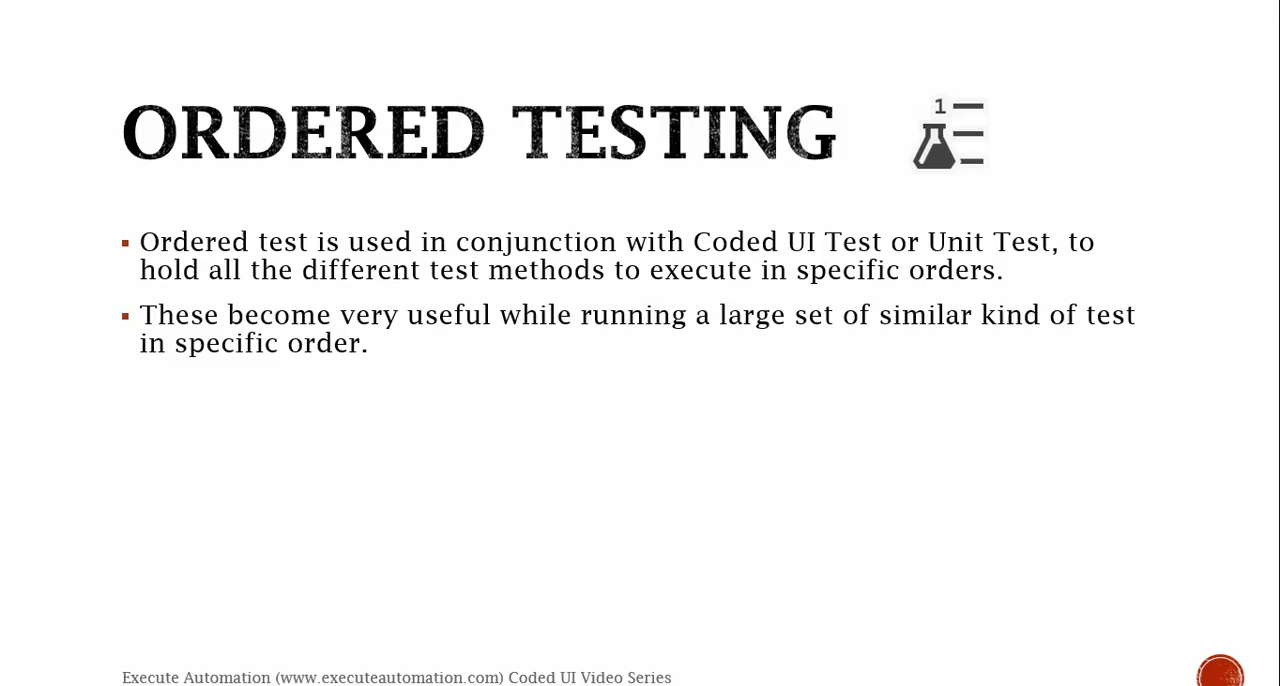 ORDERED TESTING
1
▪ Ordered test is used in conjunction with Coded UI Test or Unit Test, to
hold all the different test methods to execute in specific orders.
▪ These become very useful while running a large set of similar kind of test
in specific order.
Execute Automation (www.executeautomation.com) Coded UI Video Series